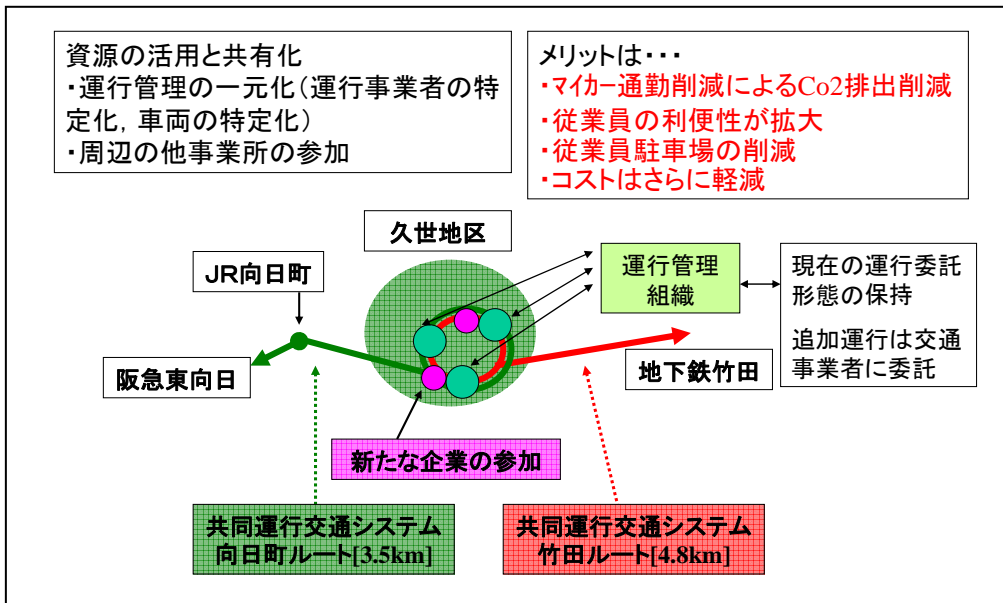 資源の活用と共有化
・運行管理の一元化（運行事業者の特
定化，車両の特定化）
・周辺の他事業所の参加
メリットは・・・
・マイカー通勤削減によるCo2排出削減
・従業員の利便性が拡大
・従業員駐車場の削減
・コストはさらに軽減
久世地区
JR向日町
運行管理
組織
現在の運行委託
形態の保持
追加運行は交通
事業者に委託
阪急東向日
地下鉄竹田
新たな企業の参加
共同運行交通システム
向日町ルート[3.5km]
共同運行交通システム
竹田ルート[4.8km]